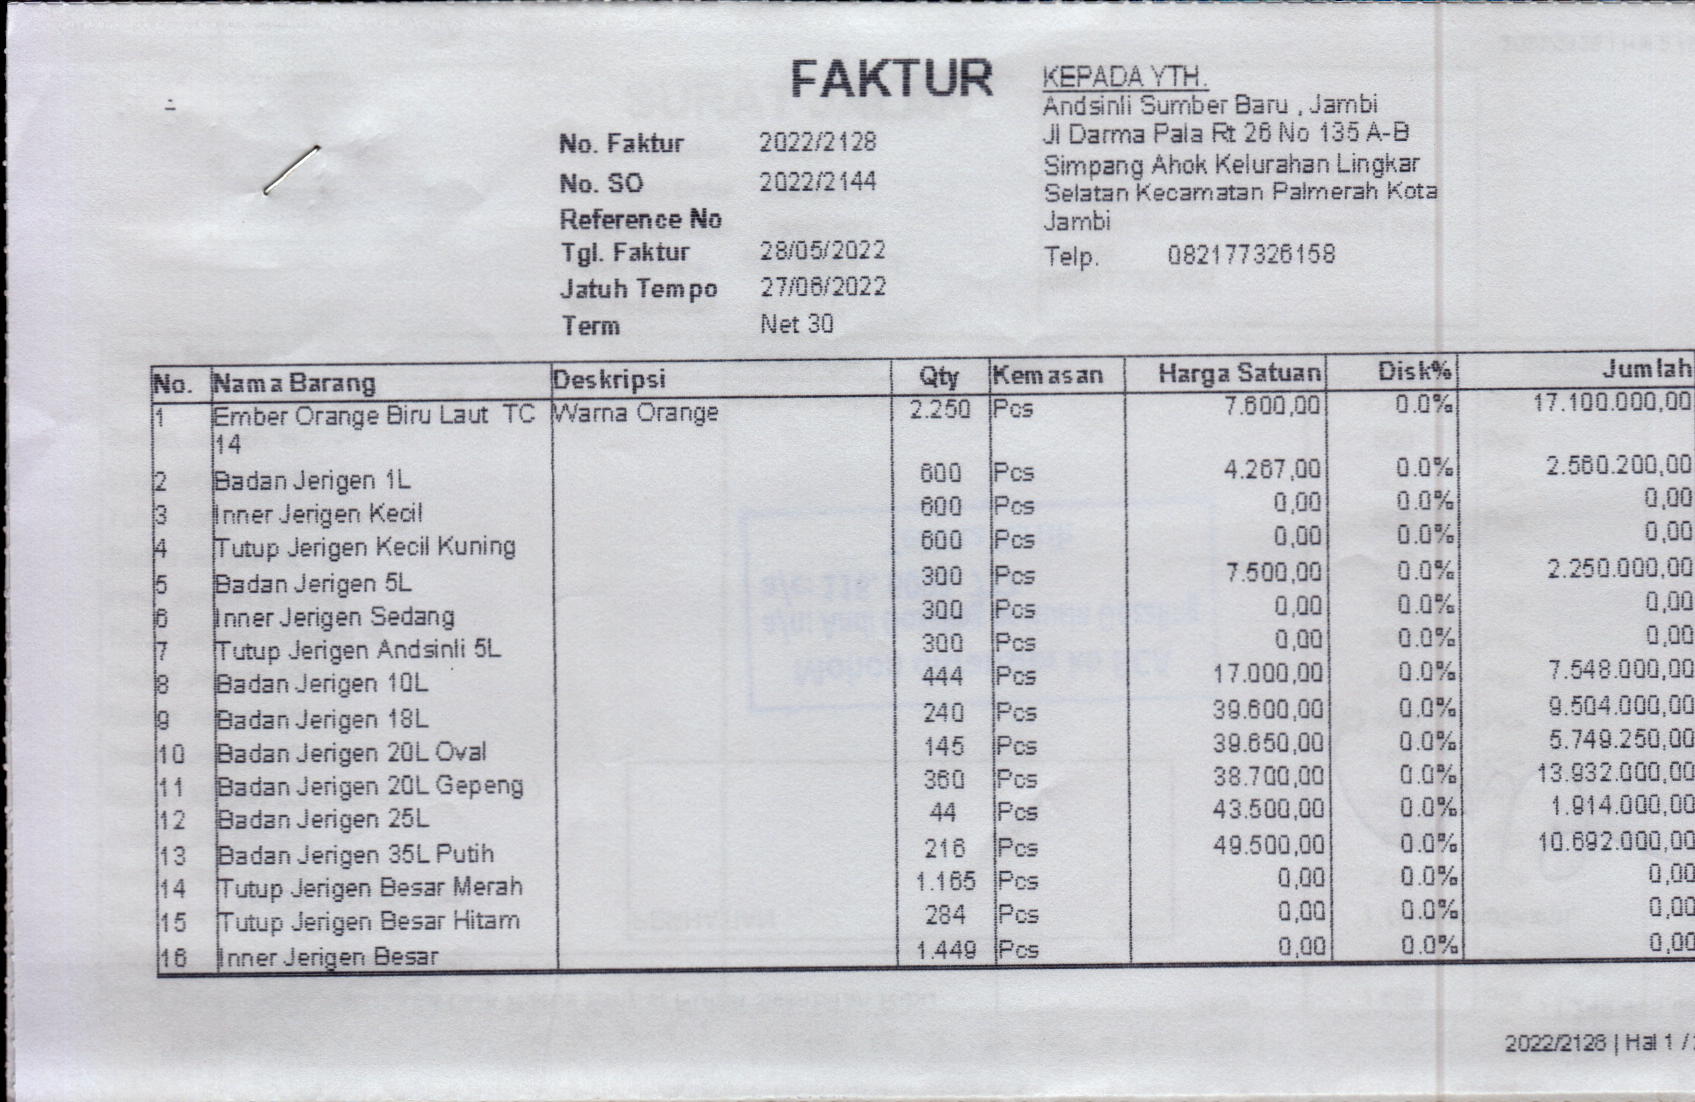 FAKTUR
No. Faktur 2022/2128
No. SO 2022/2144
Reference No
Tgl. Faktur 28/05/2022
Jatuh Tempo 27/06/2022
Term Net 30
KEPADA YTH.
Andsinli Sumber Baru , Jambi
Jl Darma Pala Rt 26 No 135 A-B
Simpang Ahok Kelurahan Lingkar
Selatan Kecamatan Palmerah Kota
Jambi
Telp. 082177326158
No. Nama Barang Deskripsi Qty Kemasan Harga Satuan Disk% Jumlah
1 Ember Orange Biru Laut TC Warna Orange 2.250 Pcs 7.600,00 0.0% 17.100.000,00
14
2 Badan Jerigen 1L 600 Pcs 4.267,00 0.0% 2.560.200,00
3 Inner Jerigen Kecil 600 Pcs 0,00 0.0% 0,00
4 Tutup Jerigen Kecil Kuning 600 Pcs 0,00 0.0% 0,00
5 Badan Jerigen 5L 300 Pcs 7.500,00 0.0% 2.250.000,00
6 Inner Jerigen Sedang 300 Pcs 0,00 0.0% 0,00
7 Tutup Jerigen Andsinli 5L 300 Pcs 0,00 0.0% 0,00
8 Badan Jerigen 10L 444 Pcs 17.000,00 0.0% 7.548.000,00
9 Badan Jerigen 18L 240 Pcs 39.600,00 0.0% 9.504.000,00
10 Badan Jerigen 20L Oval 145 Pcs 39.650,00 0.0% 5.749.250,00
11 Badan Jerigen 20L Gepeng 360 Pcs 38.700,00 0.0% 13.932.000,00
12 Badan Jerigen 25L 44 Pcs 43.500,00 0.0% 1.914.000,00
13 Badan Jerigen 35L Putih 216 Pcs 49.500,00 0.0% 10.692.000,00
14 Tutup Jerigen Besar Merah 1.165 Pcs 0,00 0.0% 0,00
15 Tutup Jerigen Besar Hitam 284 Pcs 0,00 0.0% 0,00
16 Inner Jerigen Besar 1.449 Pcs 0,00 0.0% 0,00
2022/2128 | Hal 1 /